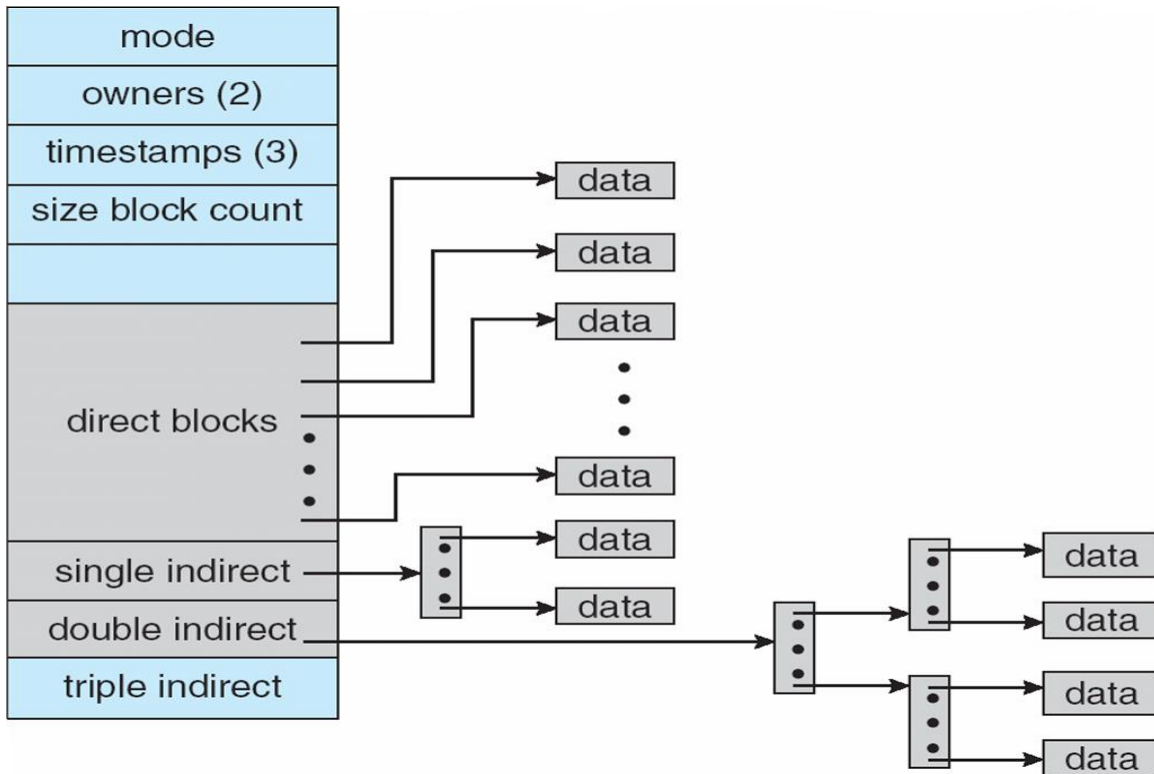 mode
owners (2)
timestamps (3)
size block count
direct blocks
single indirect
double indirect
triple indirect
data
data
data
data
data
data
data
data
data
data